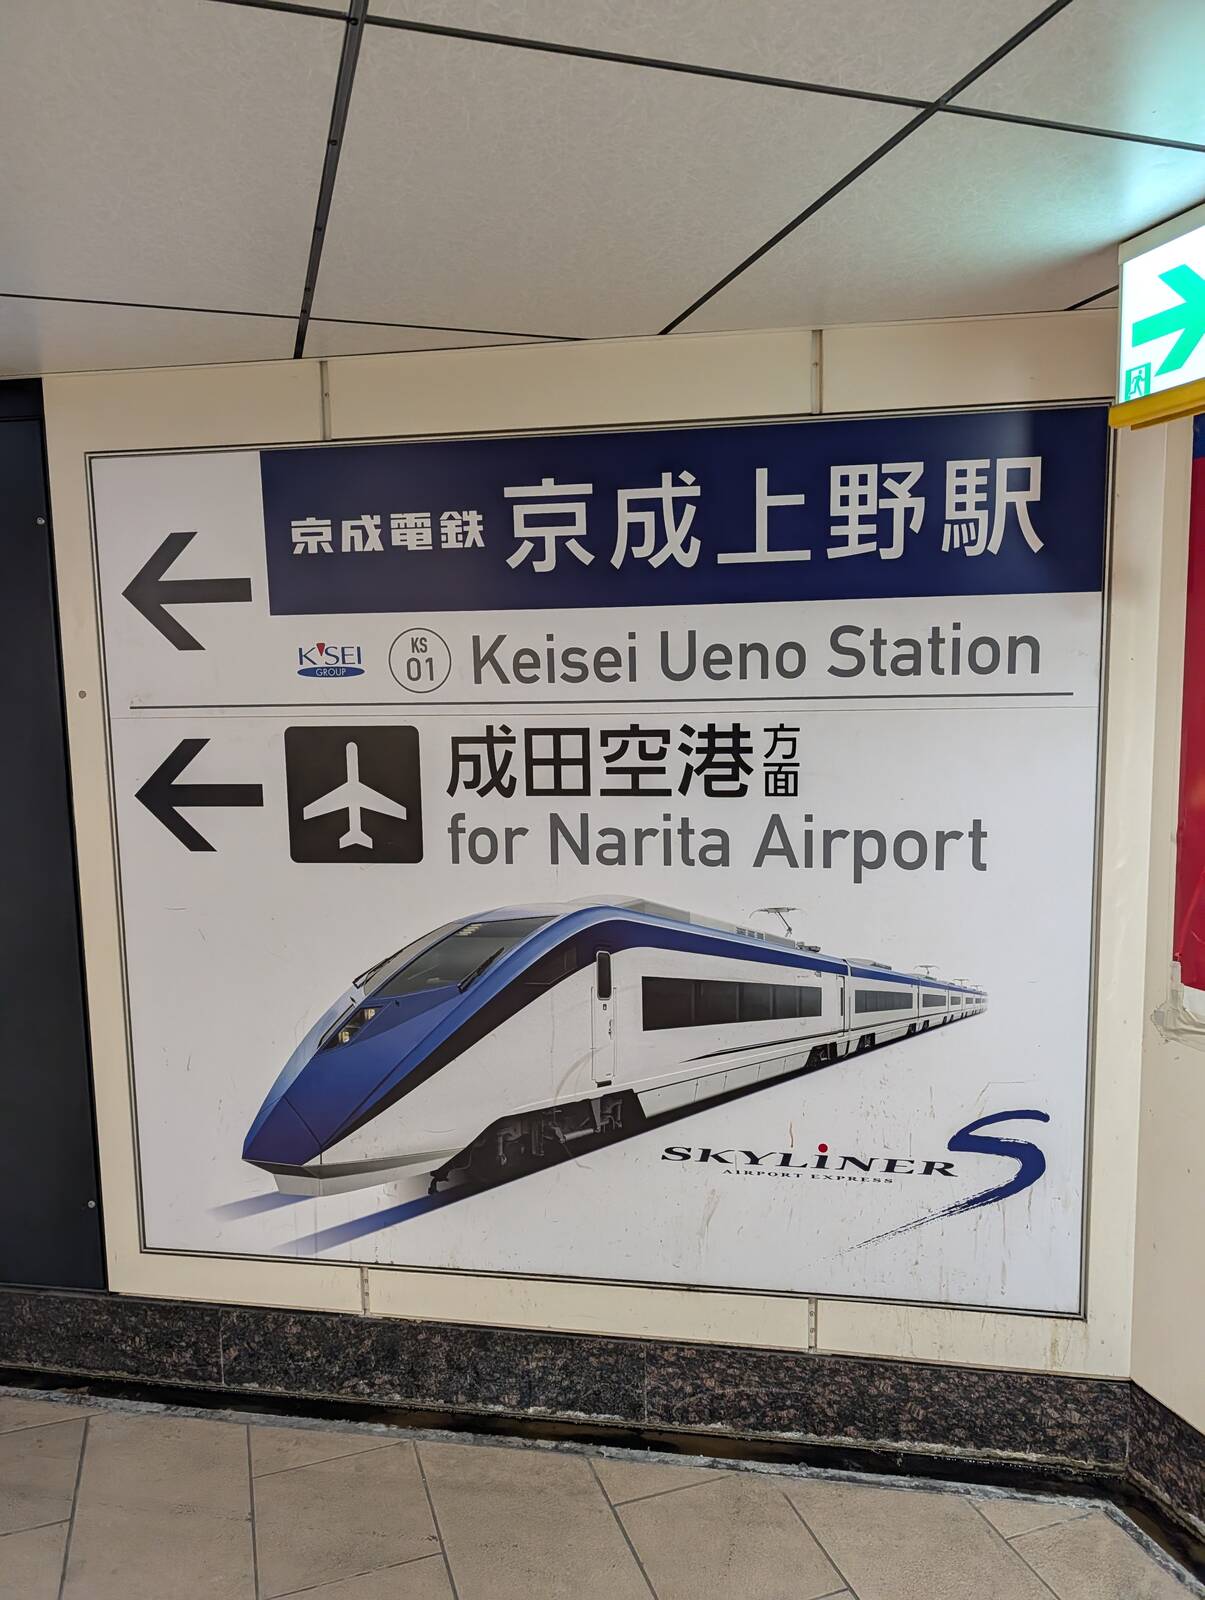 京成電鉄 京成上野駅
K'SEI GROUP KS 01 Keisei Ueno Station
成田空港方面
for Narita Airport
SKYLiNER
AIRPORT EXPRESS
S